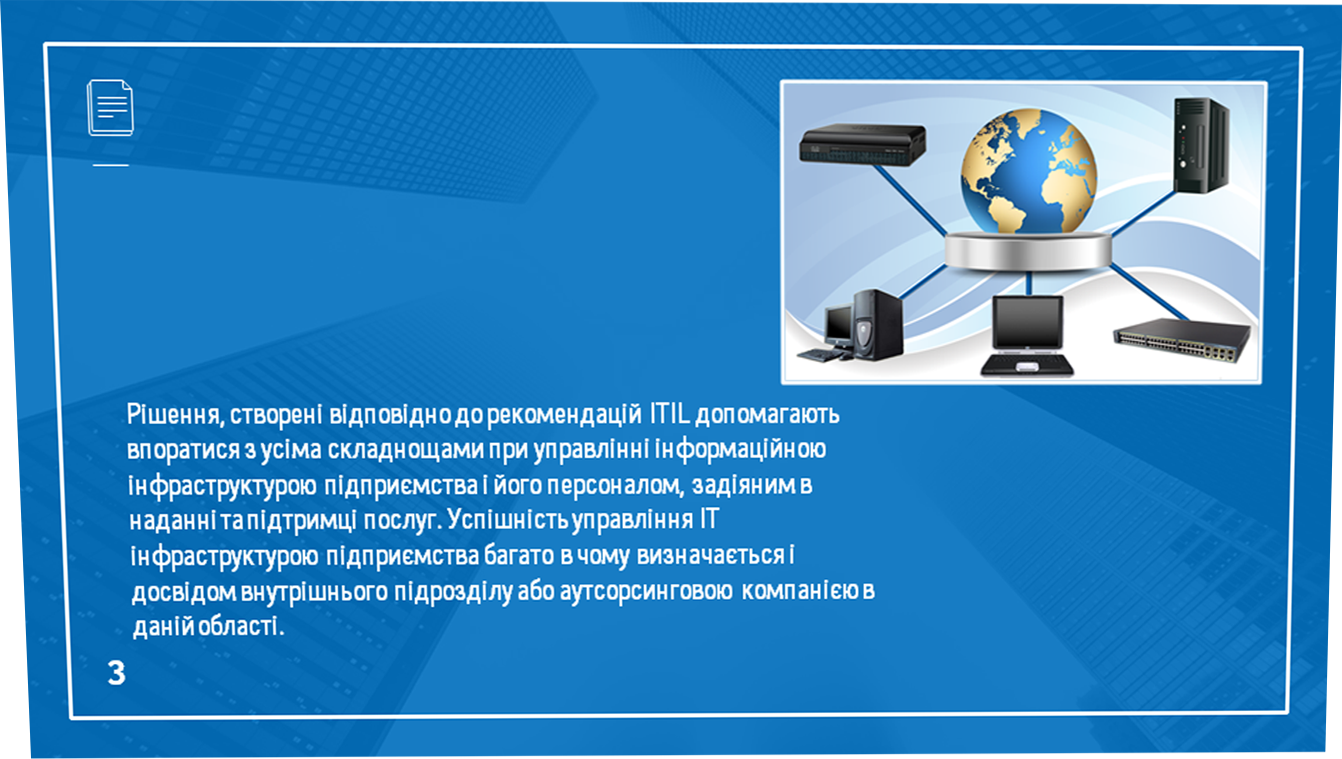 Рішення, створені відповідно до рекомендацій ITIL допомагають
впоратися з усіма складнощами при управлінні інформаційною
інфраструктурою підприємства і його персоналом, задіяним в
наданні та підтримці послуг. Успішність управління ІТ
інфраструктурою підприємства багато в чому визначається і
досвідом внутрішнього підрозділу або аутсорсинговою компанією в
даній області.
3